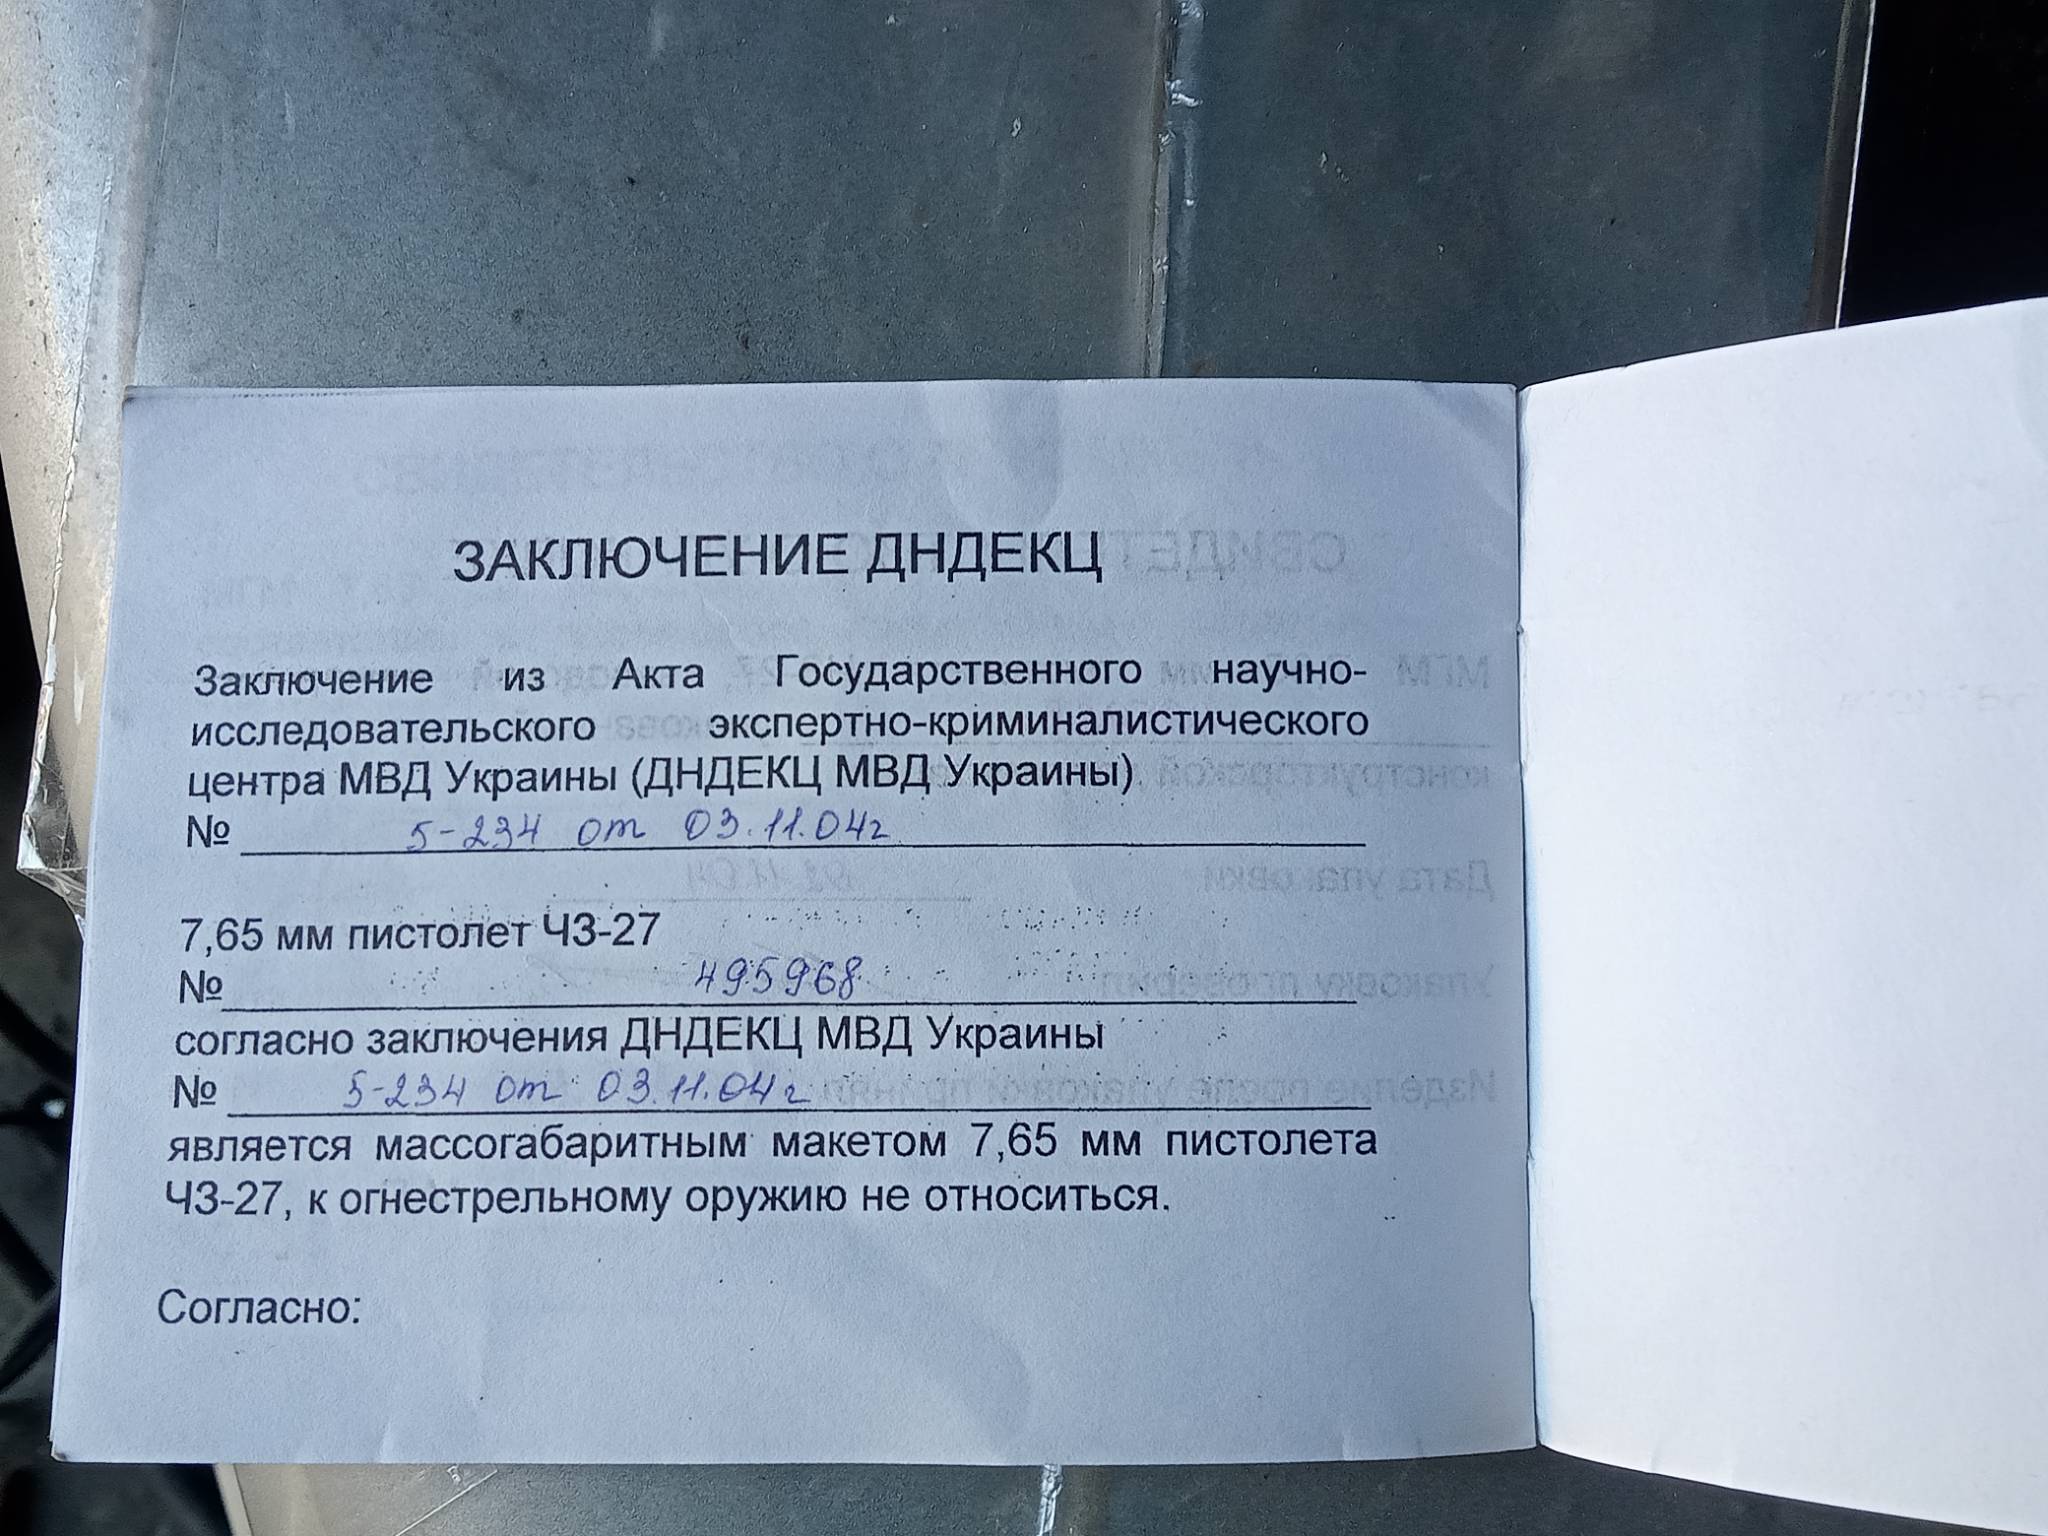 ЗАКЛЮЧЕНИЕ ДНДЕКЦ
Заключение из Акта Государственного научно-
исследовательского экспертно-криминалистического
центра МВД Украины (ДНДЕКЦ МВД Украины)
№ 5-234 от 03.11.04г
7,65 мм пистолет ЧЗ-27
№ 495968
согласно заключения ДНДЕКЦ МВД Украины
№ 5-234 от 03.11.04г
является массогабаритным макетом 7,65 мм пистолета
ЧЗ-27, к огнестрельному оружию не относиться.
Согласно: